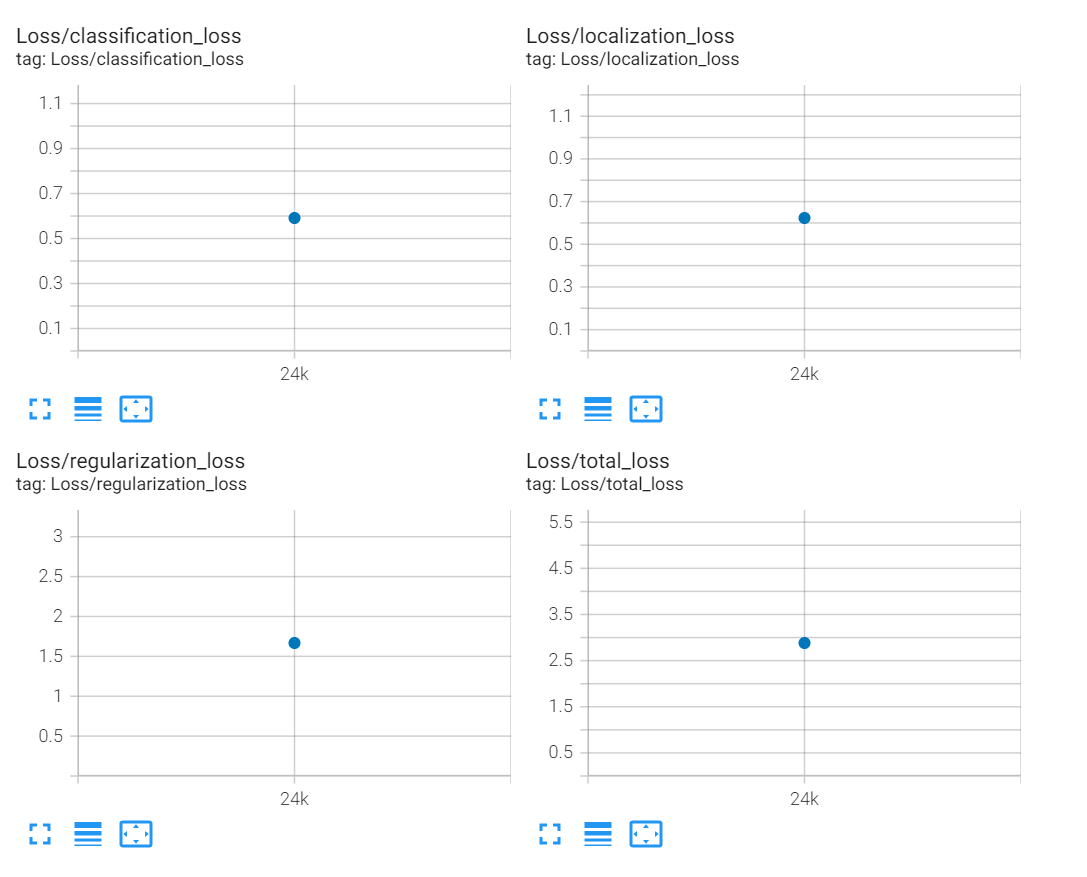 Loss/classification_loss
tag: Loss/classification_loss
1.1
0.9
0.7
0.5
0.3
0.1
24k
Loss/localization_loss
tag: Loss/localization_loss
1.1
0.9
0.7
0.5
0.3
0.1
24k
Loss/regularization_loss
tag: Loss/regularization_loss
3
2.5
2
1.5
1
0.5
24k
Loss/total_loss
tag: Loss/total_loss
5.5
4.5
3.5
2.5
1.5
0.5
24k